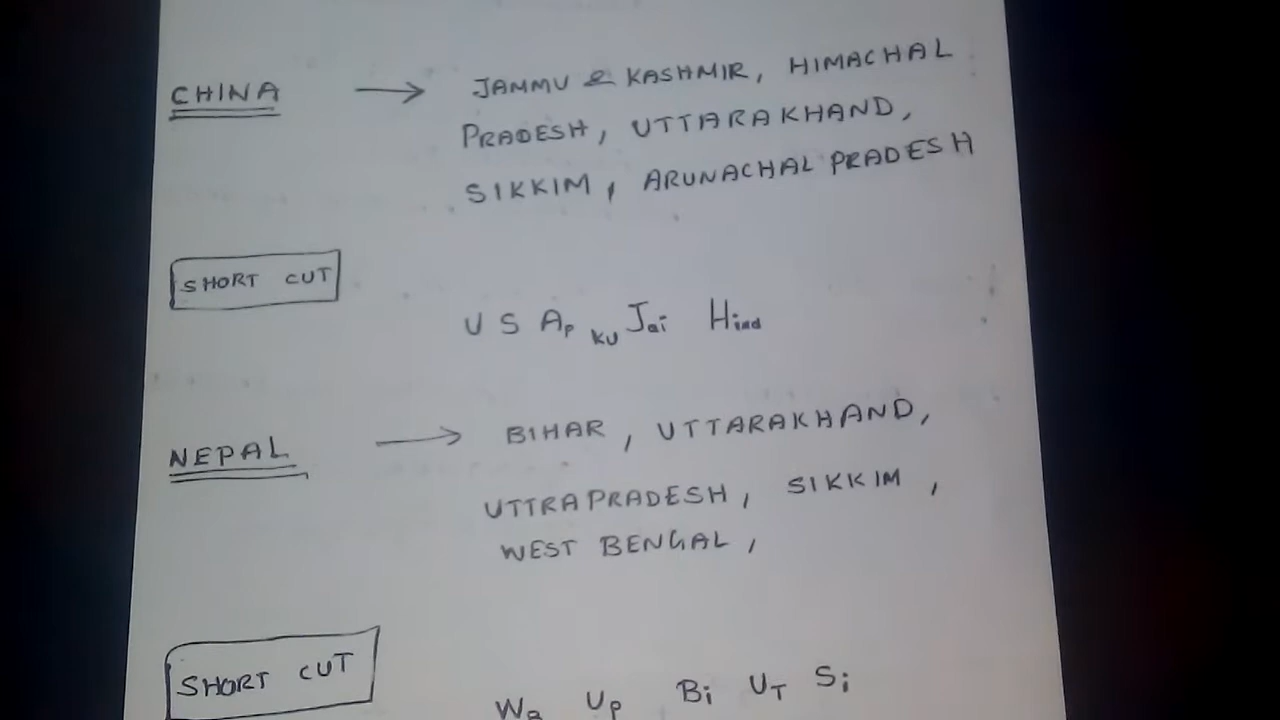 CHINA → JAMMU & KASHMIR, HIMACHAL
PRADESH, UTTARAKHAND,
SIKKIM, ARUNACHAL PRADESH
SHORT CUT
U S Ap KU Jai Hind
NEPAL → BIHAR, UTTARAKHAND,
UTTRAPRADESH, SIKKIM,
WEST BENGAL,
SHORT CUT
WB UP Bi UT Si